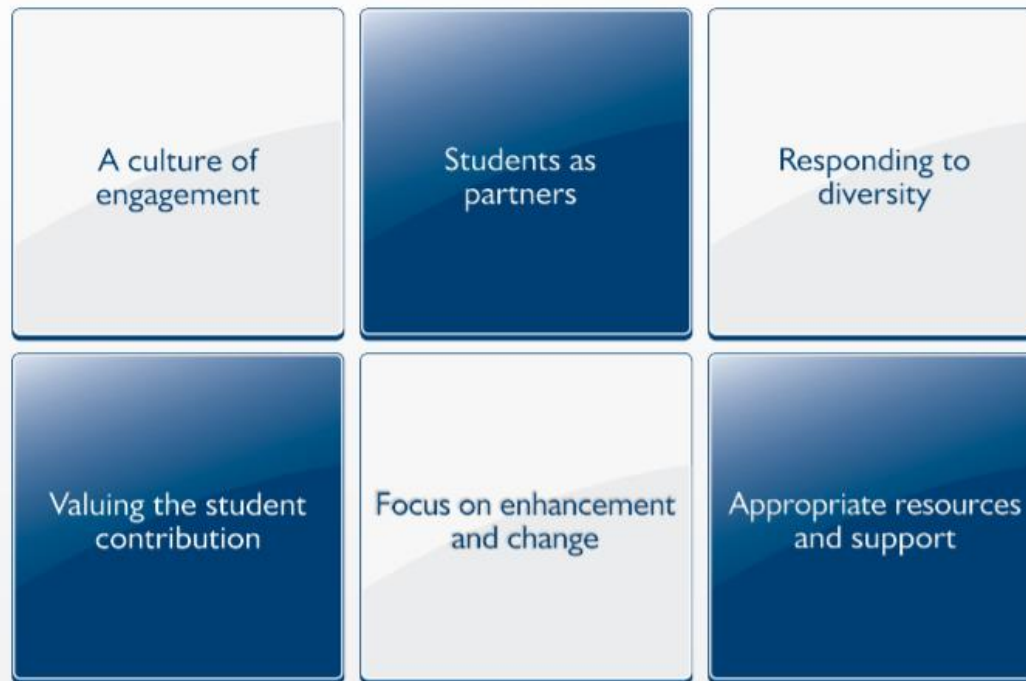 A culture of
engagement
Students as
partners
Responding to
diversity
Valuing the student
contribution
Focus on enhancement
and change
Appropriate resources
and support